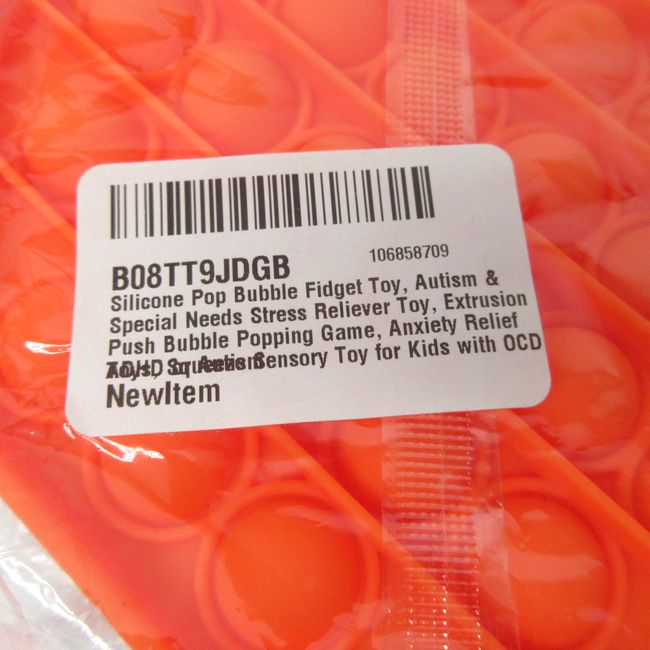 B08TT9JDGB
106858709
Silicone Pop Bubble Fidget Toy, Autism &
Special Needs Stress Reliever Toy, Extrusion
Push Bubble Popping Game, Anxiety Relief
Sensory Toy for Kids with OCD
NewItem